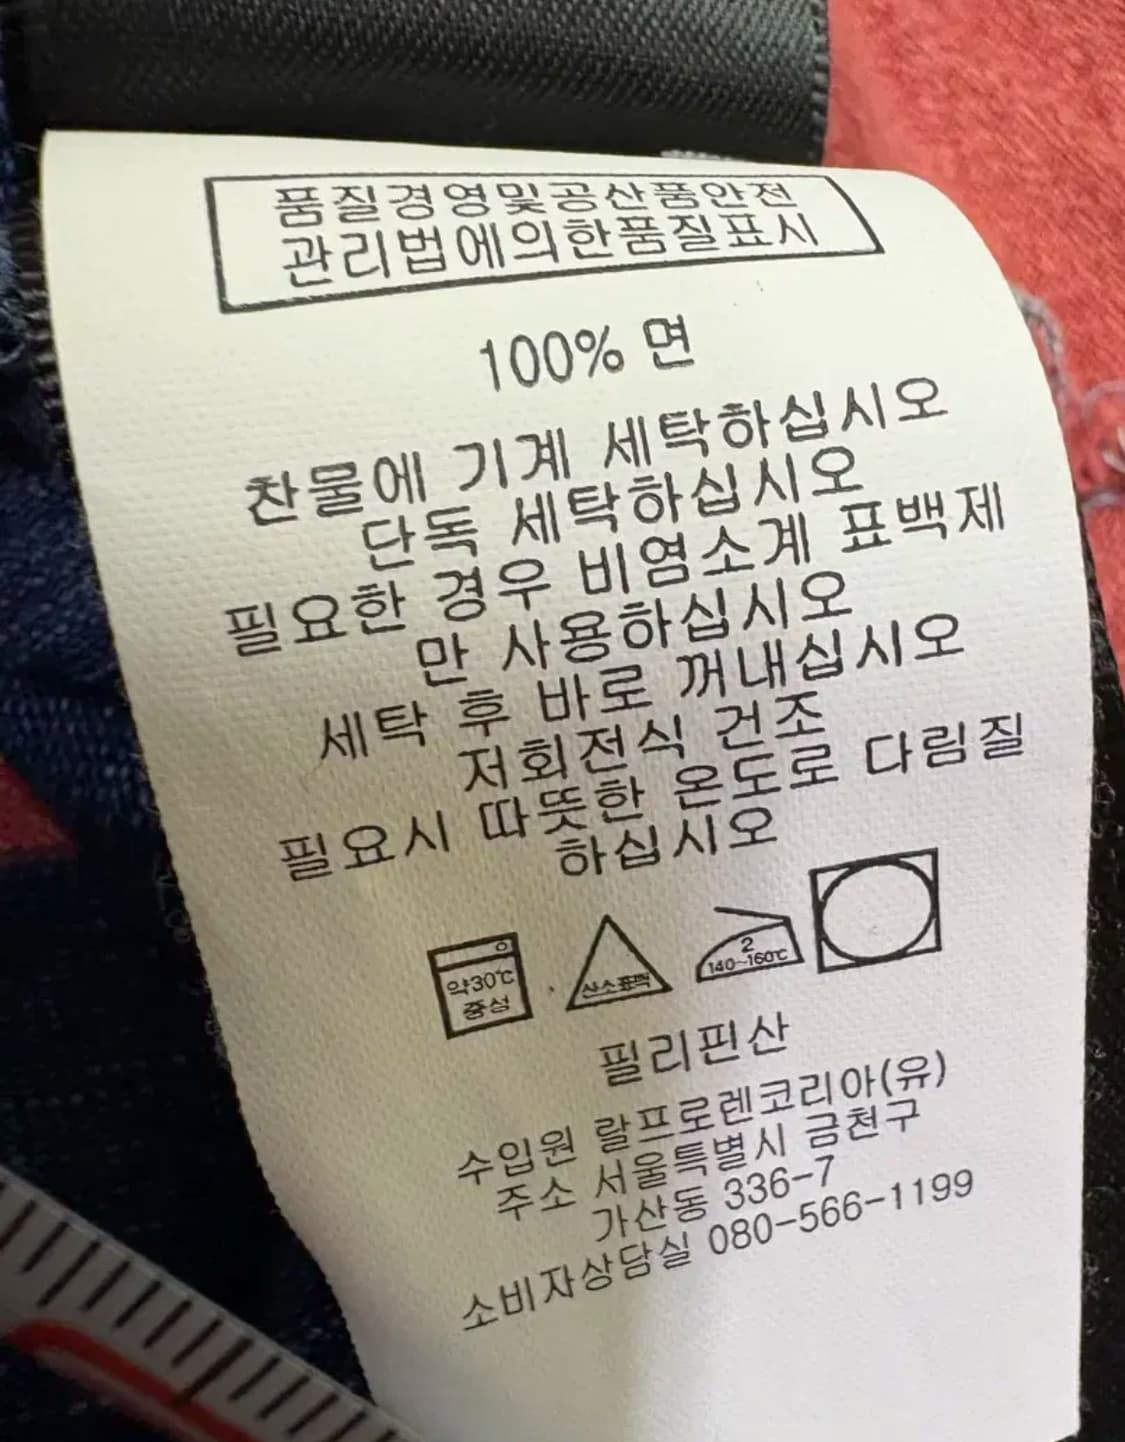 품질경영및공산품안전
관리법에의한품질표시
100% 면
찬물에 기계 세탁하십시오
단독 세탁하십시오
필요한 경우 비염소계 표백제
만 사용하십시오
세탁 후 바로 꺼내십시오
저회전식 건조
필요시 따뜻한 온도로 다림질
하십시오
약30℃
중성
산소표백
2
140~160℃
필리핀산
수입원 랄프로렌코리아(유)
주소 서울특별시 금천구
가산동 336-7
소비자상담실 080-566-1199